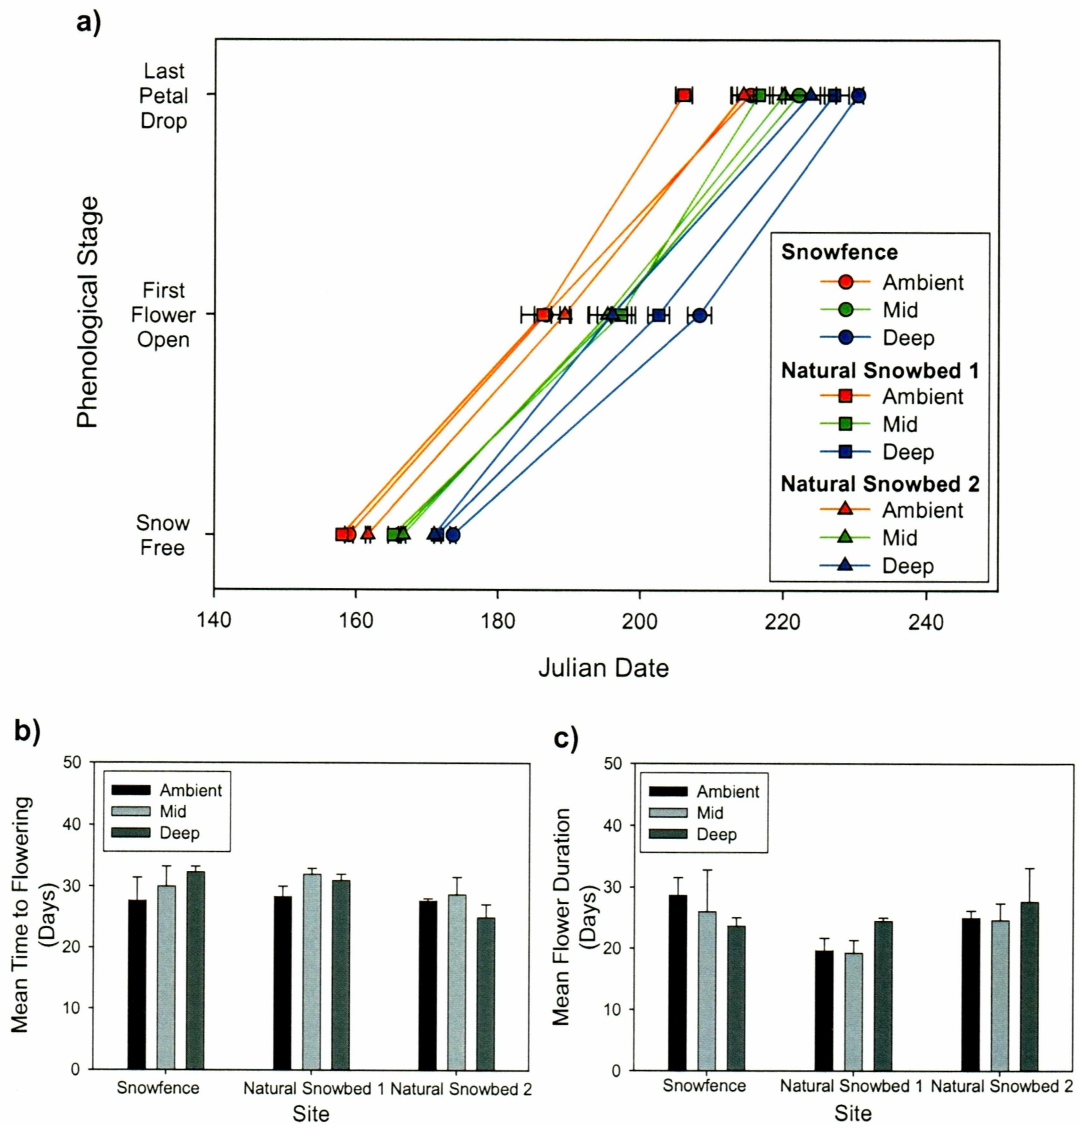 a)
Last
Petal
Drop
First
Flower
Open
Snow
Free
Phenological Stage
140 160 180 200 220 240
Julian Date
Snowfence
Ambient
Mid
Deep
Natural Snowbed 1
Ambient
Mid
Deep
Natural Snowbed 2
Ambient
Mid
Deep
b)
Mean Time to Flowering
(Days)
50
40
30
20
10
0
Ambient
Mid
Deep
Snowfence Natural Snowbed 1 Natural Snowbed 2
Site
c)
Mean Flower Duration
(Days)
50
40
30
20
10
0
Ambient
Mid
Deep
Snowfence Natural Snowbed 1 Natural Snowbed 2
Site